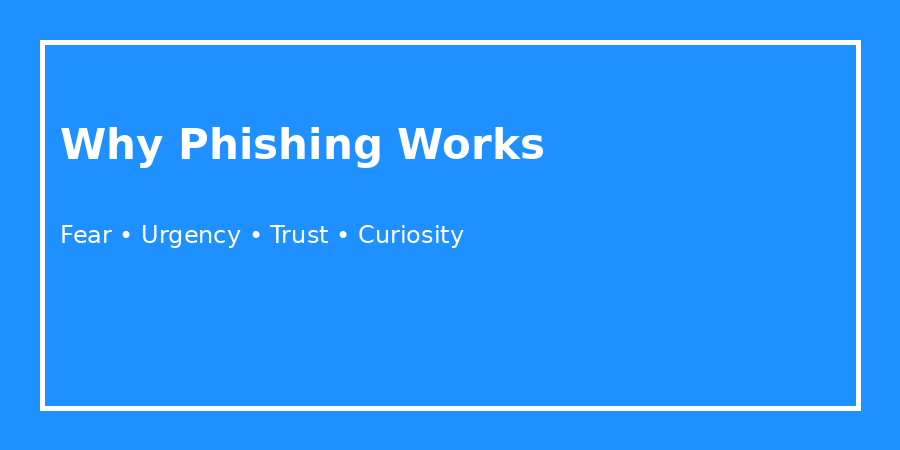 Why Phishing Works
Fear • Urgency • Trust • Curiosity